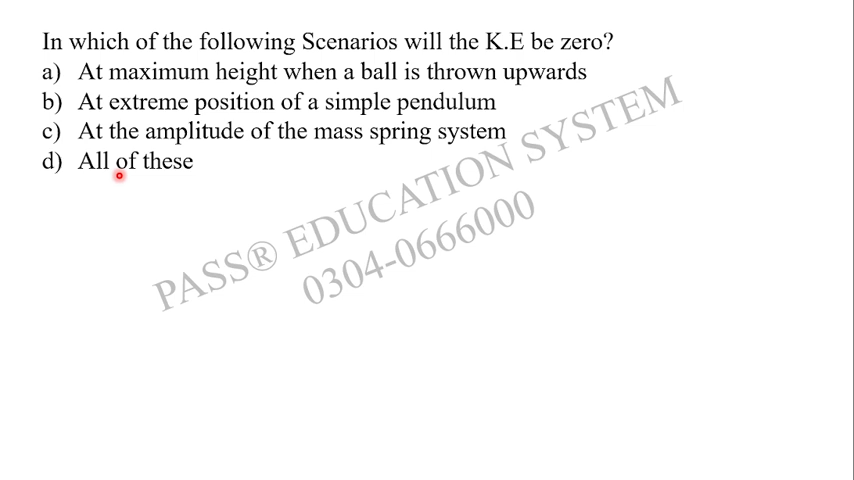 In which of the following Scenarios will the K.E be zero?
a) At maximum height when a ball is thrown upwards
b) At extreme position of a simple pendulum
c) At the amplitude of the mass spring system
d) All of these
PASS® EDUCATION SYSTEM
0304-0666000